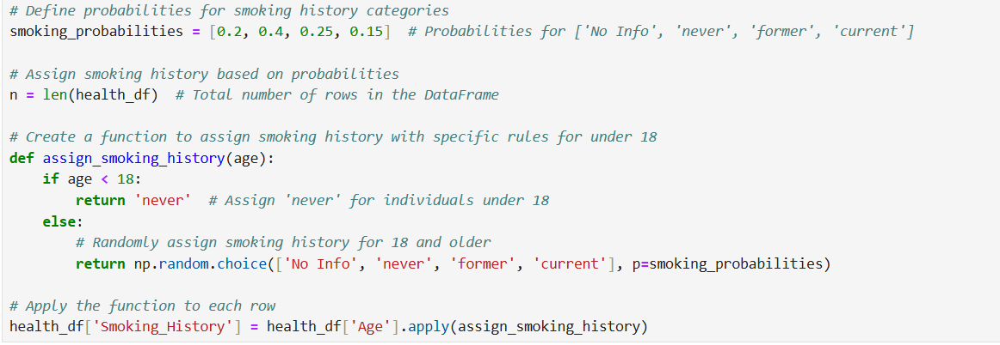 # Define probabilities for smoking history categories
smoking_probabilities = [0.2, 0.4, 0.25, 0.15]  # Probabilities for ['No Info', 'never', 'former', 'current']

# Assign smoking history based on probabilities
n = len(health_df)  # Total number of rows in the DataFrame

# Create a function to assign smoking history with specific rules for under 18
def assign_smoking_history(age):
    if age < 18:
        return 'never'  # Assign 'never' for individuals under 18
    else:
        # Randomly assign smoking history for 18 and older
        return np.random.choice(['No Info', 'never', 'former', 'current'], p=smoking_probabilities)

# Apply the function to each row
health_df['Smoking_History'] = health_df['Age'].apply(assign_smoking_history)